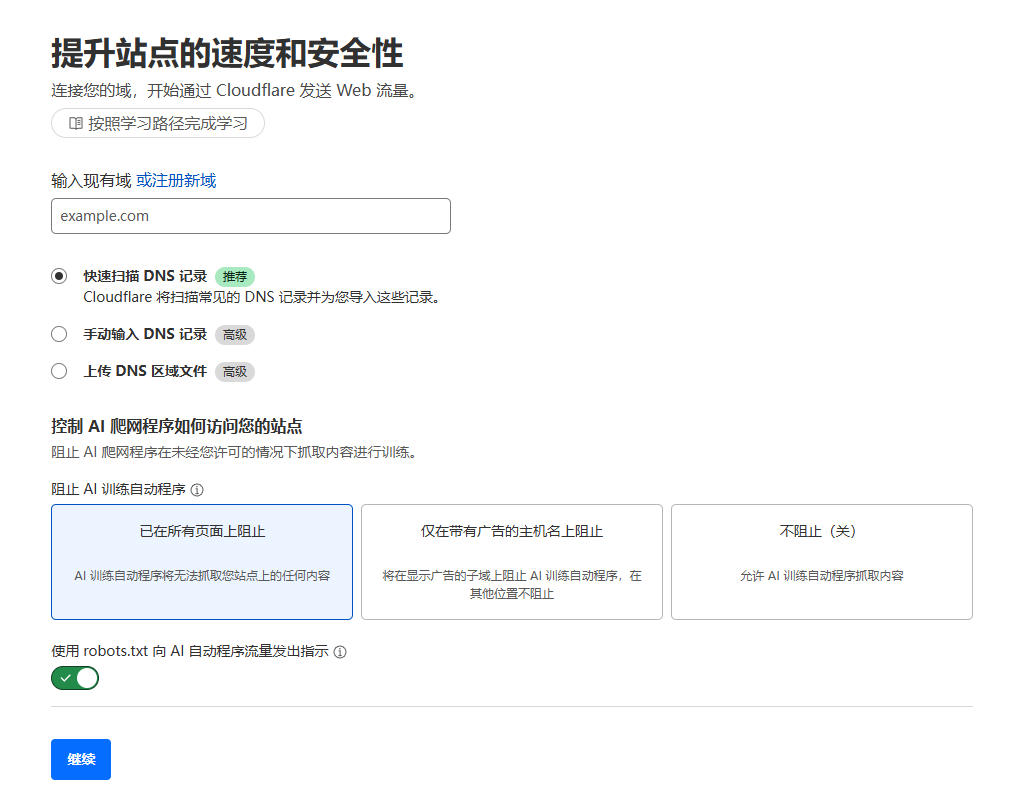 提升站点的速度和安全性
连接您的域，开始通过 Cloudflare 发送 Web 流量。
按照学习路径完成学习
输入现有域 或注册新域
example.com
快速扫描 DNS 记录 推荐
Cloudflare 将扫描常见的 DNS 记录并为您导入这些记录。
手动输入 DNS 记录 高级
上传 DNS 区域文件 高级
控制 AI 爬网程序如何访问您的站点
阻止 AI 爬网程序在未经您许可的情况下抓取内容进行训练。
阻止 AI 训练自动程序
已在所有页面上阻止
AI 训练自动程序将无法抓取您站点上的任何内容
仅在带有广告的主机名上阻止
将在显示广告的子域上阻止 AI 训练自动程序，在
其他位置不阻止
不阻止（关）
允许 AI 训练自动程序抓取内容
使用 robots.txt 向 AI 自动程序流量发出指示
继续